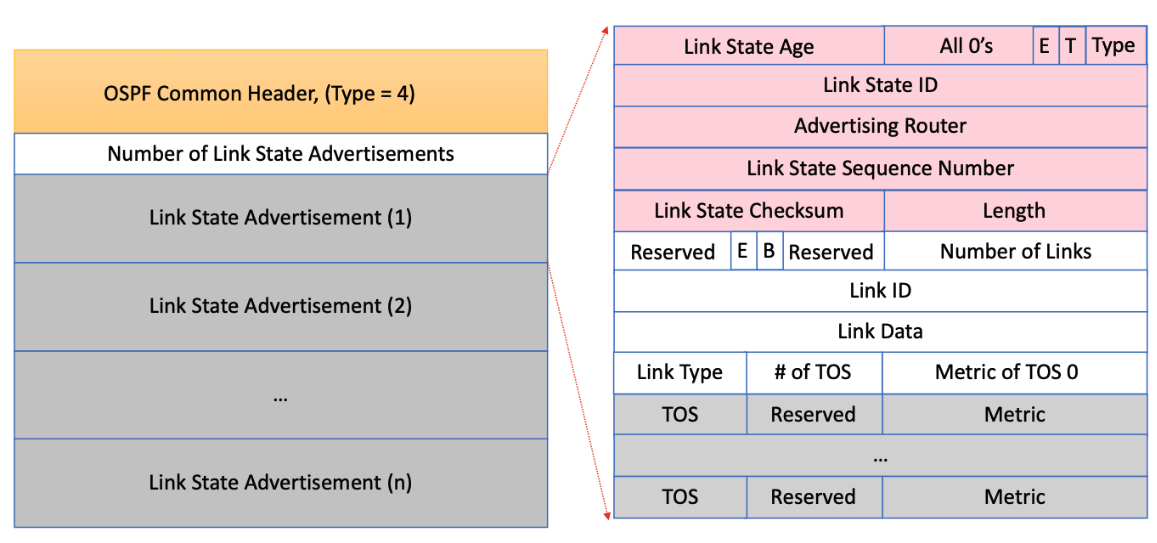 OSPF Common Header, (Type = 4)
Number of Link State Advertisements
Link State Advertisement (1)
Link State Advertisement (2)
...
Link State Advertisement (n)
Link State Age All 0's E T Type
Link State ID
Advertising Router
Link State Sequence Number
Link State Checksum Length
Reserved E B Reserved Number of Links
Link ID
Link Data
Link Type # of TOS Metric of TOS 0
TOS Reserved Metric
...
TOS Reserved Metric